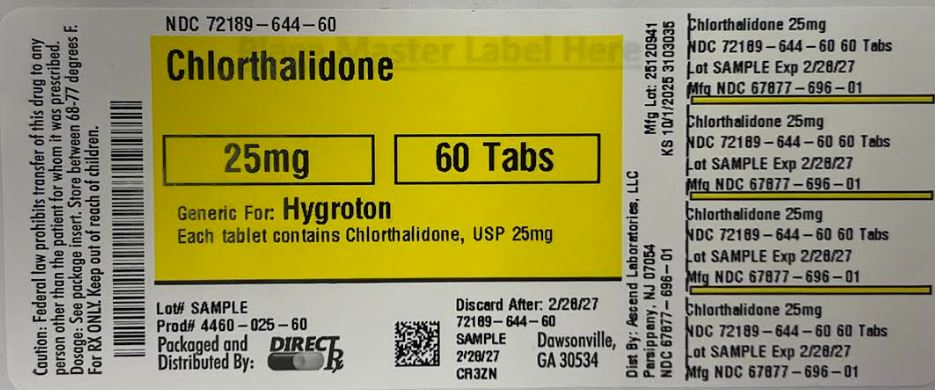 Caution: Federal law prohibits transfer of this drug to any
person other than the patient for whom it was prescribed.
Dosage: See package insert. Store between 68-77 degrees F.
For RX ONLY. Keep out of reach of children.
NDC 72189-644-60
Place Master Label Here
Chlorthalidone
25mg
60 Tabs
Generic For: Hygroton
Each tablet contains Chlorthalidone, USP 25mg
Lot# SAMPLE
Prod# 4460-025-60
Packaged and
Distributed By:
DIRECT Rx
Discard After: 2/28/27
72189-644-60
SAMPLE
2/28/27
CR3ZN
Dawsonville,
GA 30534
Dist By: Ascend Laboratories, LLC
Parsippany, NJ 07054
NDC 67877-696-01
Mfg Lot: 25120941
KS 10/1/2025 3103035
Chlorthalidone 25mg
NDC 72189-644-60 60 Tabs
Lot SAMPLE Exp 2/28/27
Mfg NDC 67877-696-01
Chlorthalidone 25mg
NDC 72189-644-60 60 Tabs
Lot SAMPLE Exp 2/28/27
Mfg NDC 67877-696-01
Chlorthalidone 25mg
NDC 72189-644-60 60 Tabs
Lot SAMPLE Exp 2/28/27
Mfg NDC 67877-696-01
Chlorthalidone 25mg
NDC 72189-644-60 60 Tabs
Lot SAMPLE Exp 2/28/27
Mfg NDC 67877-696-01